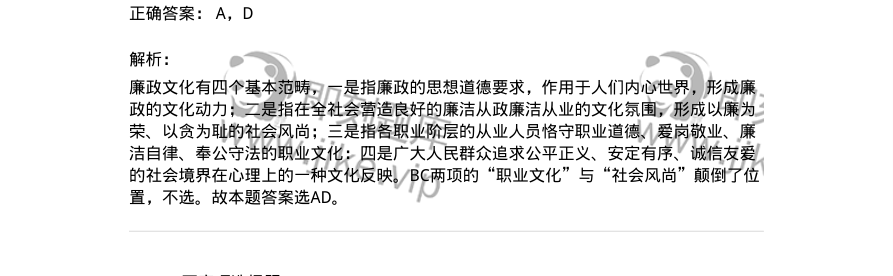 正确答案： A，D
解析：
廉政文化有四个基本范畴，一是指廉政的思想道德要求，作用于人们内心世界，形成廉
政的文化动力；二是指在全社会营造良好的廉洁从政廉洁从业的文化氛围，形成以廉为
荣、以贪为耻的社会风尚；三是指各职业阶层的从业人员恪守职业道德、爱岗敬业、廉
洁自律、奉公守法的职业文化；四是广大人民群众追求公平正义、安定有序、诚信友爱
的社会境界在心理上的一种文化反映。BC两项的“职业文化”与“社会风尚”颠倒了位
置，不选。故本题答案选AD。